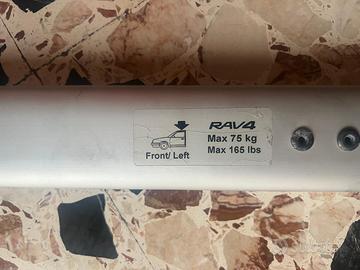 RAV4
Max 75 kg
Max 165 lbs
Front/ Left